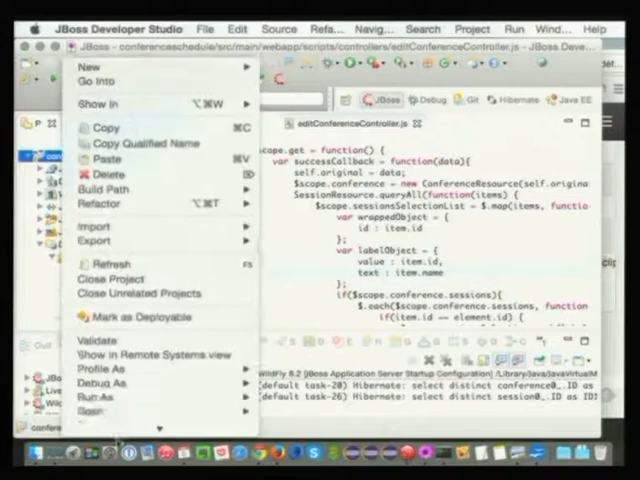 JBoss Developer Studio File Edit Source Refa... Navig... Search Project Run Wind... Help
JBoss – conferenceschedule/src/main/webapp/scripts/controllers/editConferenceController.js – JBoss Deve...
New
Go Into
Show In ⌥⌘W
Copy ⌘C
Copy Qualified Name
Paste ⌘V
Delete
Build Path
Refactor ⌥⌘T
Import
Export
Refresh F5
Close Project
Close Unrelated Projects
Mark as Deployable
Validate
Show in Remote Systems view
Profile As
Debug As
Run As
JBoss Debug Git Hibernate Java EE
editConferenceController.js
scope.get = function() {
var successCallback = function(data){
self.original = data;
$scope.conference = new ConferenceResource(self.origina
SessionResource.queryAll(function(items) {
$scope.sessionsSelectionList = $.map(items, functio
var wrappedObject = {
id : item.id
};
var labelObject = {
value : item.id,
text : item.name
};
if($scope.conference.sessions){
$.each($scope.conference.sessions, function
if(item.id == element.id) {
Outl
WildFly 8.2 [JBoss Application Server Startup Configuration] /Library/Java/JavaVirtualM
(default task-20) Hibernate: select distinct conference0_.ID as
(default task-26) Hibernate: select distinct session0_.ID as
JBo
Live
Wild
confere